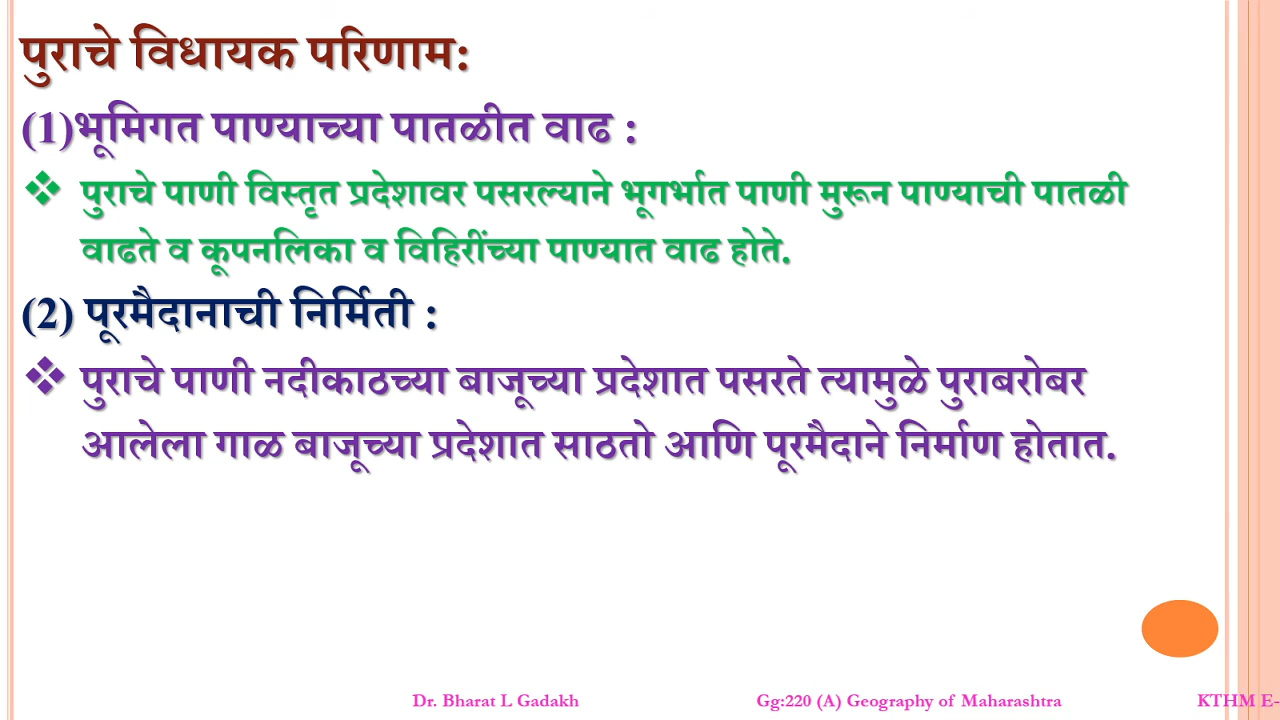 पुराचे विधायक परिणाम:
(1)भूमिगत पाण्याच्या पातळीत वाढ :
❖ पुराचे पाणी विस्तृत प्रदेशावर पसरल्याने भूगर्भात पाणी मुरून पाण्याची पातळी
वाढते व कूपनलिका व विहिरींच्या पाण्यात वाढ होते.
(2) पूरमैदानाची निर्मिती :
❖ पुराचे पाणी नदीकाठच्या बाजूच्या प्रदेशात पसरते त्यामुळे पुराबरोबर
आलेला गाळ बाजूच्या प्रदेशात साठतो आणि पूरमैदाने निर्माण होतात.
Dr. Bharat L Gadakh Gg:220 (A) Geography of Maharashtra KTHM E-